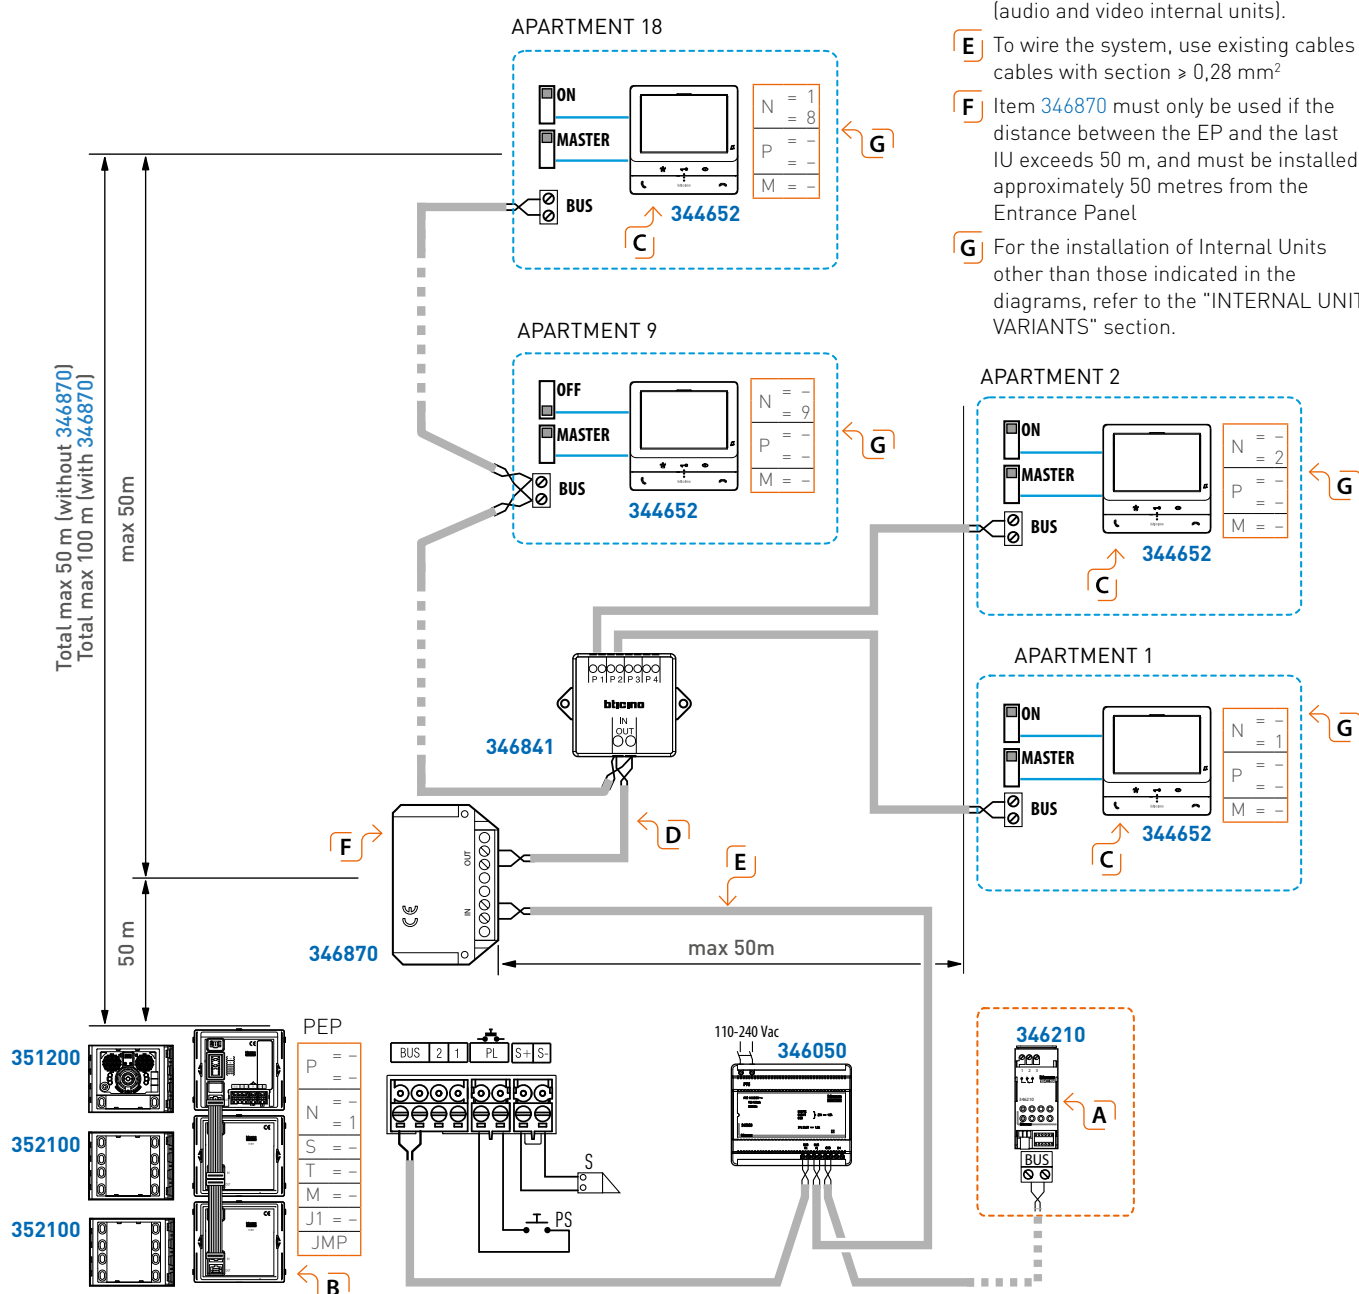 (audio and video internal units).
E To wire the system, use existing cables
cables with section ≥ 0,28 mm²
F Item 346870 must only be used if the
distance between the EP and the last
IU exceeds 50 m, and must be installed
approximately 50 metres from the
Entrance Panel
G For the installation of Internal Units
other than those indicated in the
diagrams, refer to the "INTERNAL UNIT
VARIANTS" section.
APARTMENT 18
ON
MASTER
BUS
N = 1
= 8
P = –
= –
M = –
G
C
344652
APARTMENT 9
OFF
MASTER
BUS
N = –
= 9
P = –
= –
M = –
G
344652
APARTMENT 2
ON
MASTER
BUS
N = –
= 2
P = –
= –
M = –
G
C
344652
APARTMENT 1
ON
MASTER
BUS
N = –
= 1
P = –
= –
M = –
G
C
344652
Total max 50 m (without 346870)
Total max 100 m (with 346870)
max 50m
50 m
P1 P2 P3 P4
bticino
IN
OUT
346841
D
F
OUT
IN
CE
346870
E
max 50m
351200
352100
352100
PEP
P = –
= –
N = –
= 1
S = –
T = –
M = –
J1 = –
JMP
B
BUS 2 1 PL S+ S-
S
PS
110-240 Vac
346050
346210
346210
BUS
A